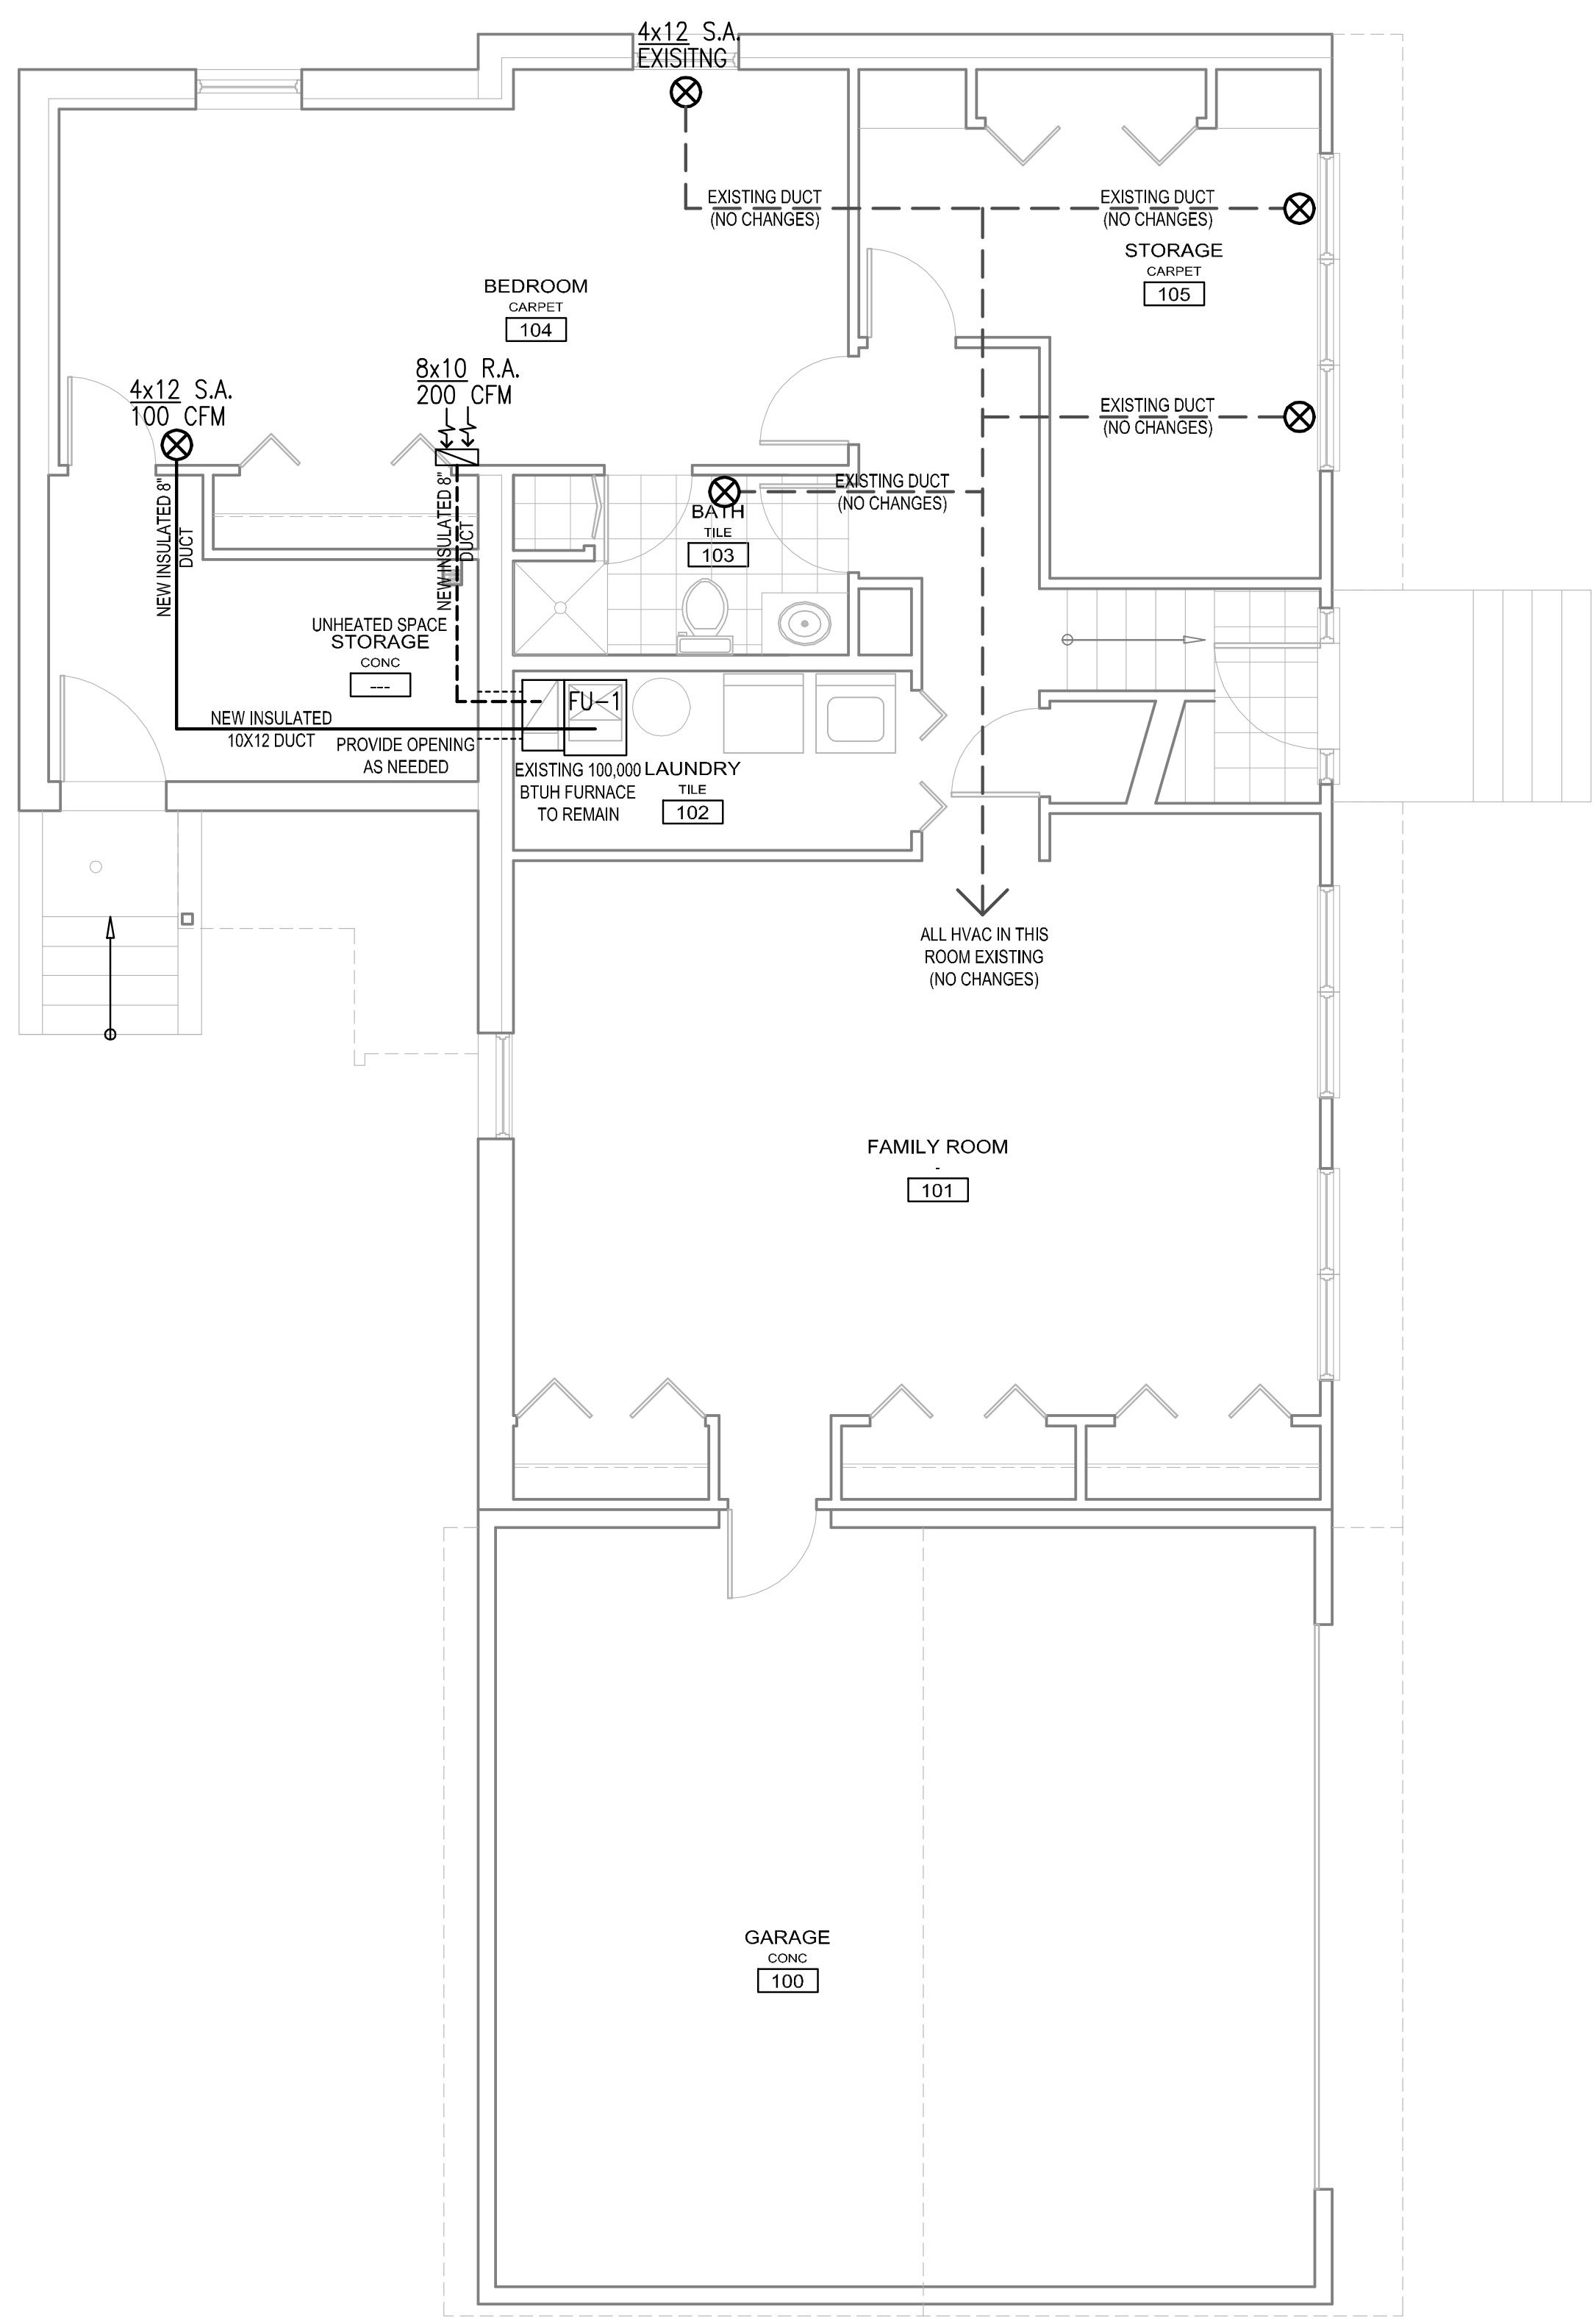 4x12 S.A.
EXISITNG
EXISTING DUCT
(NO CHANGES)
EXISTING DUCT
(NO CHANGES)
STORAGE
CARPET
105
BEDROOM
CARPET
104
4x12 S.A.
100 CFM
8x10 R.A.
200 CFM
EXISTING DUCT
(NO CHANGES)
NEW INSULATED 8"
DUCT
NEW INSULATED 8"
DUCT
EXISTING DUCT
(NO CHANGES)
BATH
TILE
103
UNHEATED SPACE
STORAGE
CONC
---
FU-1
NEW INSULATED
10X12 DUCT
PROVIDE OPENING
AS NEEDED
EXISTING 100,000
BTUH FURNACE
TO REMAIN
LAUNDRY
TILE
102
ALL HVAC IN THIS
ROOM EXISTING
(NO CHANGES)
FAMILY ROOM
-
101
GARAGE
CONC
100